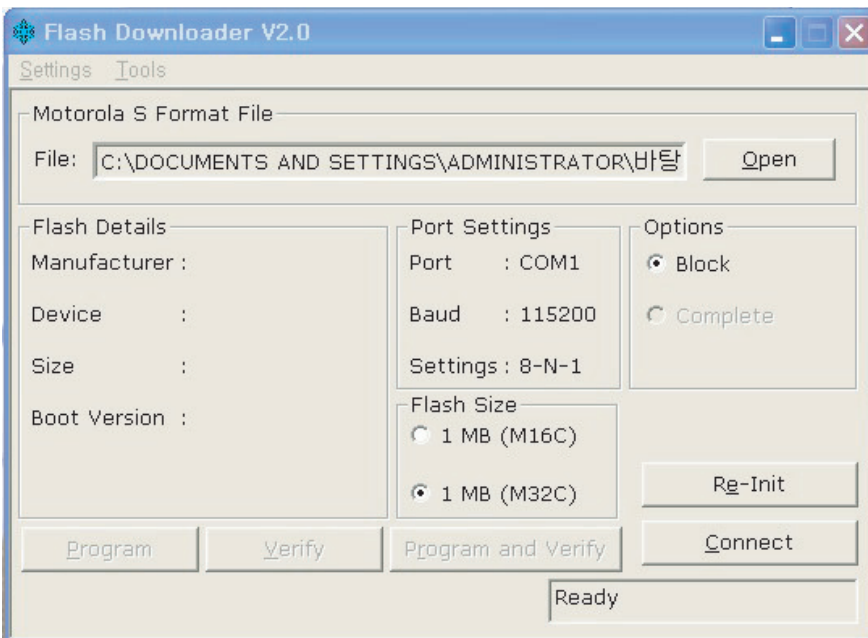 Flash Downloader V2.0
Settings Tools
Motorola S Format File
File: C:\DOCUMENTS AND SETTINGS\ADMINISTRATOR\바탕
Open
Flash Details
Manufacturer :
Device :
Size :
Boot Version :
Port Settings
Port : COM1
Baud : 115200
Settings : 8-N-1
Options
Block
Complete
Flash Size
1 MB (M16C)
1 MB (M32C)
Re-Init
Connect
Program
Verify
Program and Verify
Ready